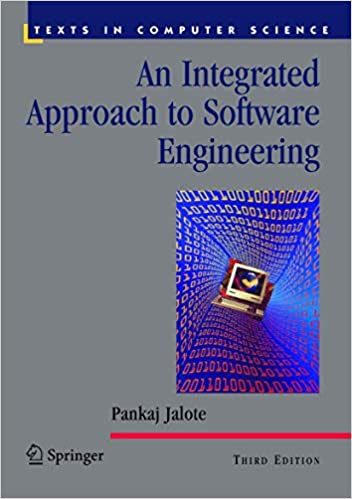 TEXTS IN COMPUTER SCIENCE
An Integrated
Approach to Software
Engineering
Pankaj Jalote
Springer
THIRD EDITION